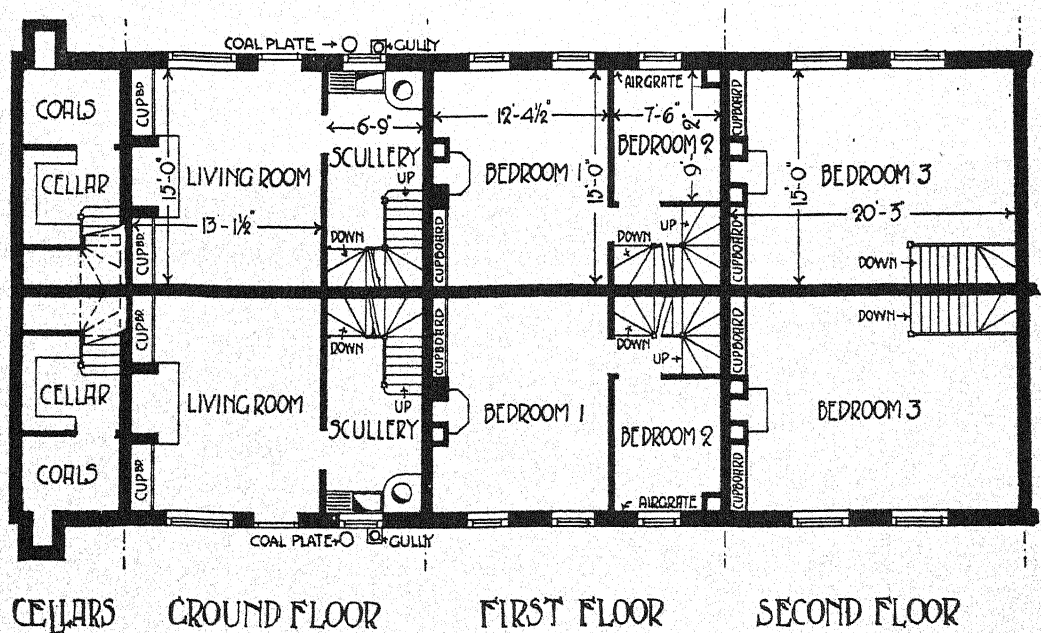 COAL PLATE GULLY
COALS
CUPBD
15'-0"
LIVING ROOM
13'-1½"
CELLAR
CUPBD
6'-9"
SCULLERY
UP
DOWN
12'-4½"
BEDROOM 1
15'-0"
CUPBOARD
AIRGRATE
7'-6"
9'-2"
BEDROOM 2
UP
DOWN
CUPBOARD
CUPBOARD
15'-0"
BEDROOM 3
20'-3"
DOWN
CUPBD
CELLAR
LIVING ROOM
COALS
CUPBD
DOWN
UP
SCULLERY
CUPBOARD
BEDROOM 1
DOWN
UP
BEDROOM 2
AIRGRATE
CUPBOARD
CUPBOARD
DOWN
BEDROOM 3
COAL PLATE GULLY
CELLARS GROUND FLOOR FIRST FLOOR SECOND FLOOR